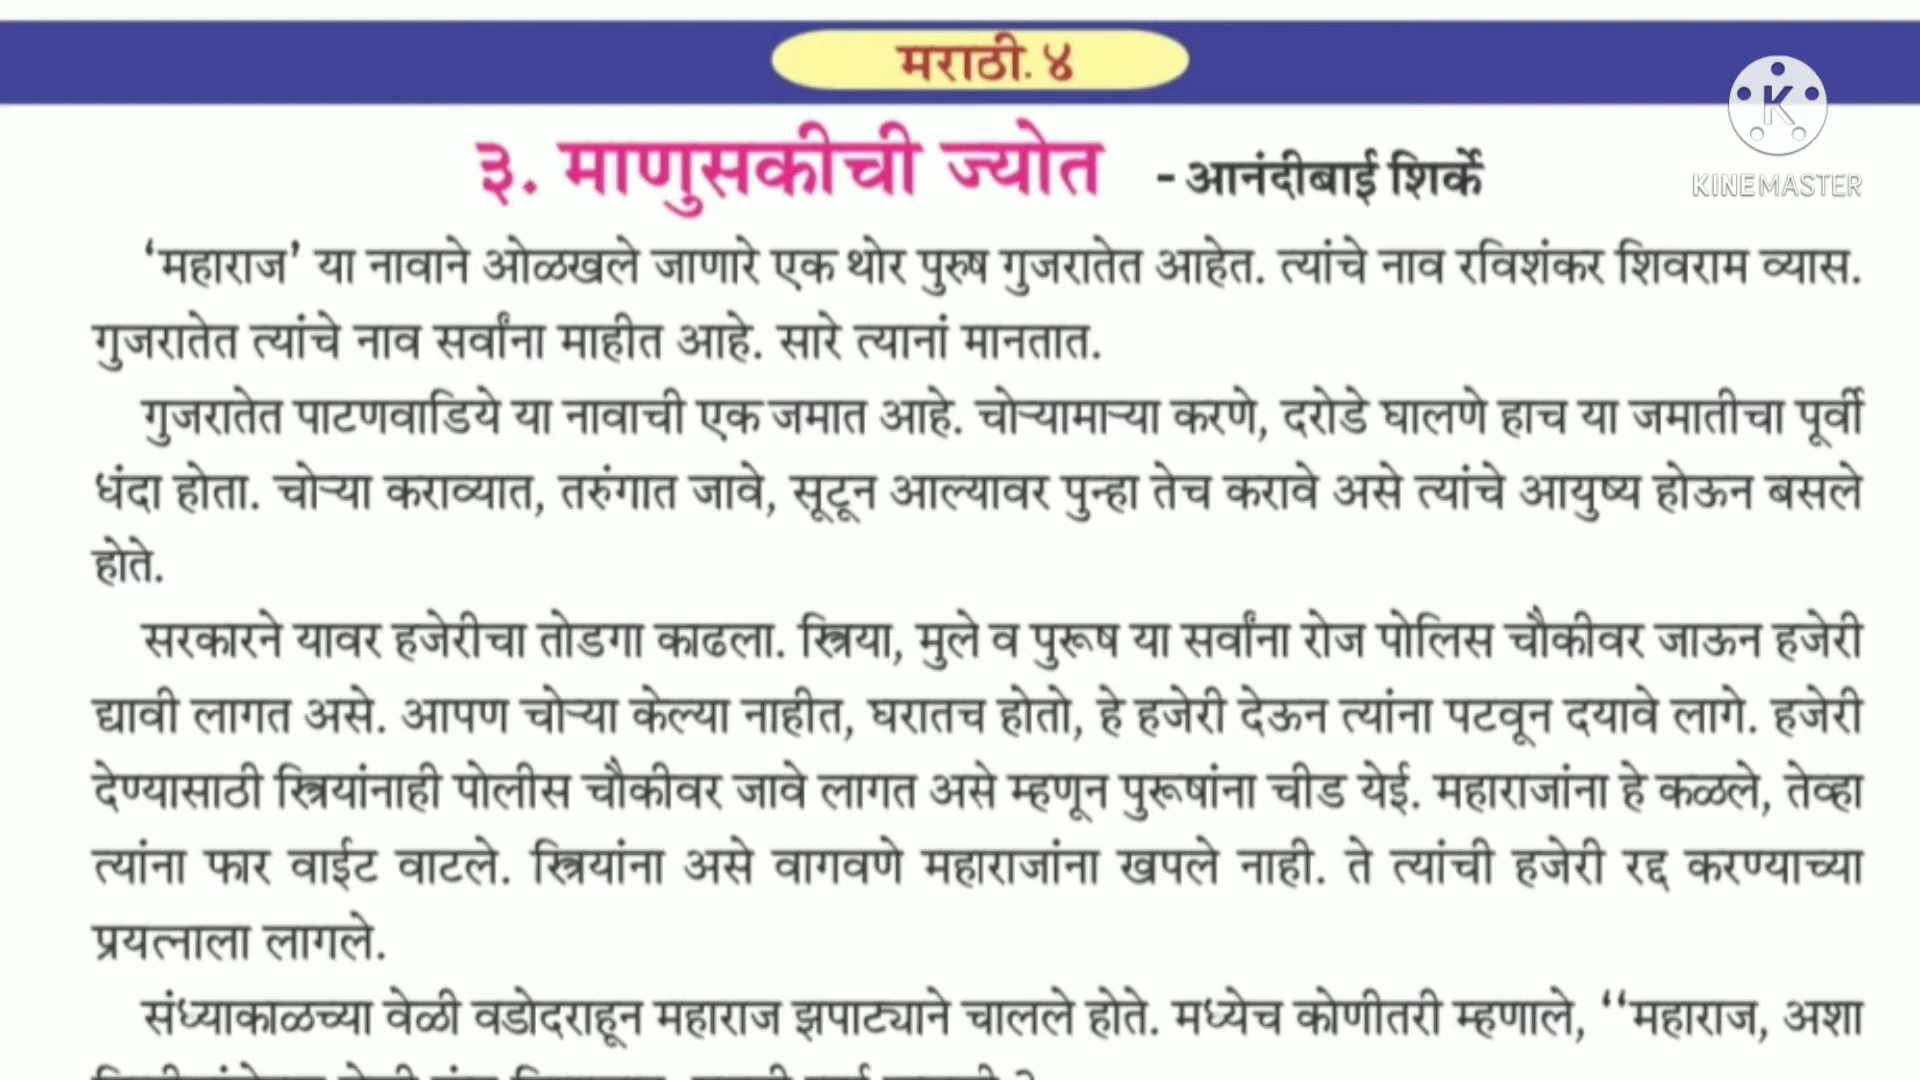 मराठी. ४
K
KINEMASTER
३. माणुसकीची ज्योत - आनंदीबाई शिर्के
‘महाराज’ या नावाने ओळखले जाणारे एक थोर पुरुष गुजरातेत आहेत. त्यांचे नाव रविशंकर शिवराम व्यास.
गुजरातेत त्यांचे नाव सर्वांना माहीत आहे. सारे त्यानां मानतात.
गुजरातेत पाटणवाडिये या नावाची एक जमात आहे. चोऱ्यामाऱ्या करणे, दरोडे घालणे हाच या जमातीचा पूर्वी
धंदा होता. चोऱ्या कराव्यात, तरुंगात जावे, सूटून आल्यावर पुन्हा तेच करावे असे त्यांचे आयुष्य होऊन बसले
होते.
सरकारने यावर हजेरीचा तोडगा काढला. स्त्रिया, मुले व पुरूष या सर्वांना रोज पोलिस चौकीवर जाऊन हजेरी
द्यावी लागत असे. आपण चोऱ्या केल्या नाहीत, घरातच होतो, हे हजेरी देऊन त्यांना पटवून दयावे लागे. हजेरी
देण्यासाठी स्त्रियांनाही पोलीस चौकीवर जावे लागत असे म्हणून पुरूषांना चीड येई. महाराजांना हे कळले, तेव्हा
त्यांना फार वाईट वाटले. स्त्रियांना असे वागवणे महाराजांना खपले नाही. ते त्यांची हजेरी रद्द करण्याच्या
प्रयत्नाला लागले.
संध्याकाळच्या वेळी वडोदराहून महाराज झपाट्याने चालले होते. मध्येच कोणीतरी म्हणाले, “महाराज, अशा